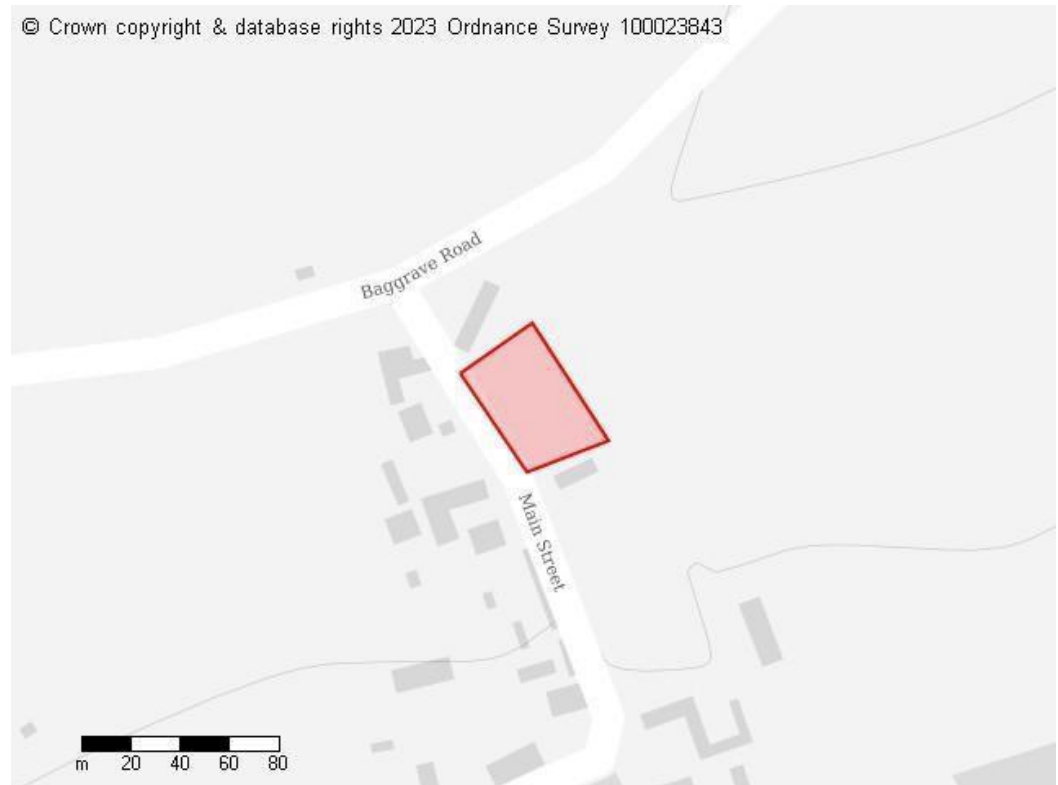 © Crown copyright & database rights 2023 Ordnance Survey 100023843
Baggrave Road
Main Street
m 20 40 60 80